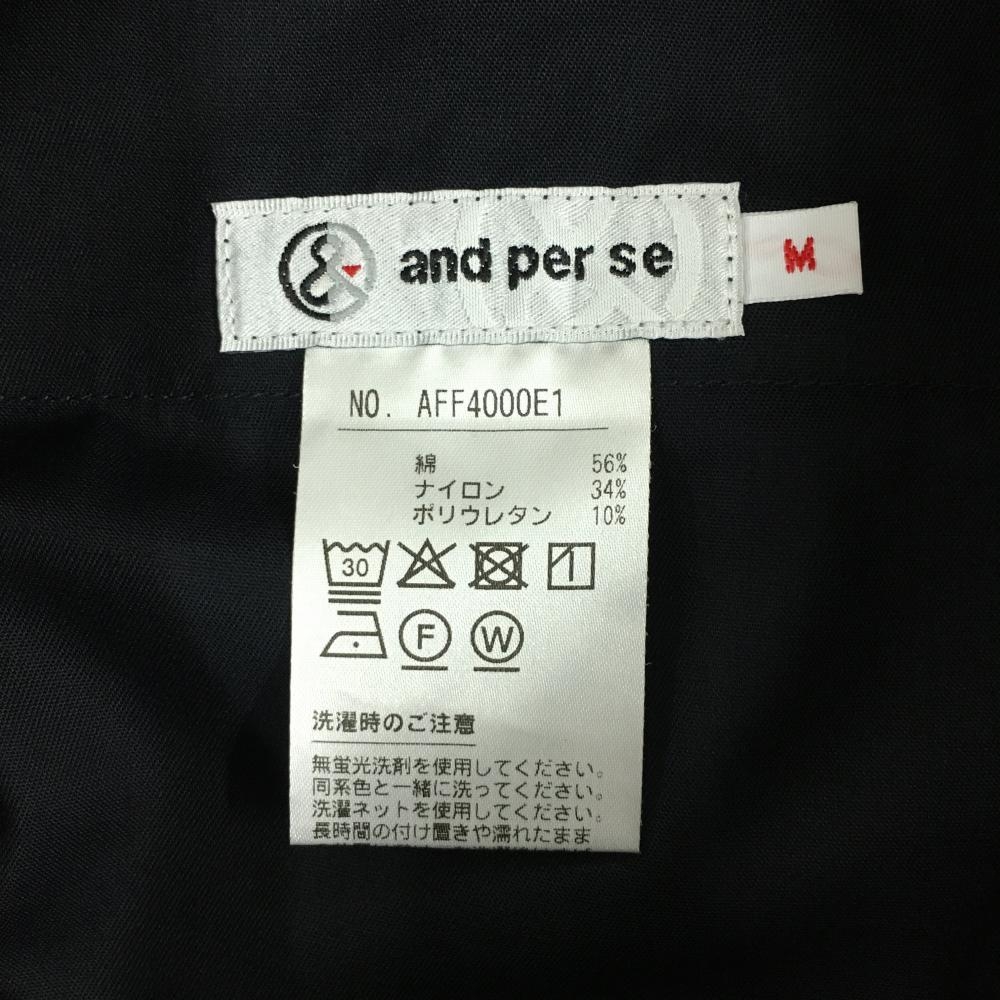 and per se
M
NO. AFF4000E1
綿 56%
ナイロン 34%
ポリウレタン 10%
30
F W
洗濯時のご注意
無蛍光洗剤を使用してください。
同系色と一緒に洗ってください。
洗濯ネットを使用してください。
長時間の付け置きや濡れたまま